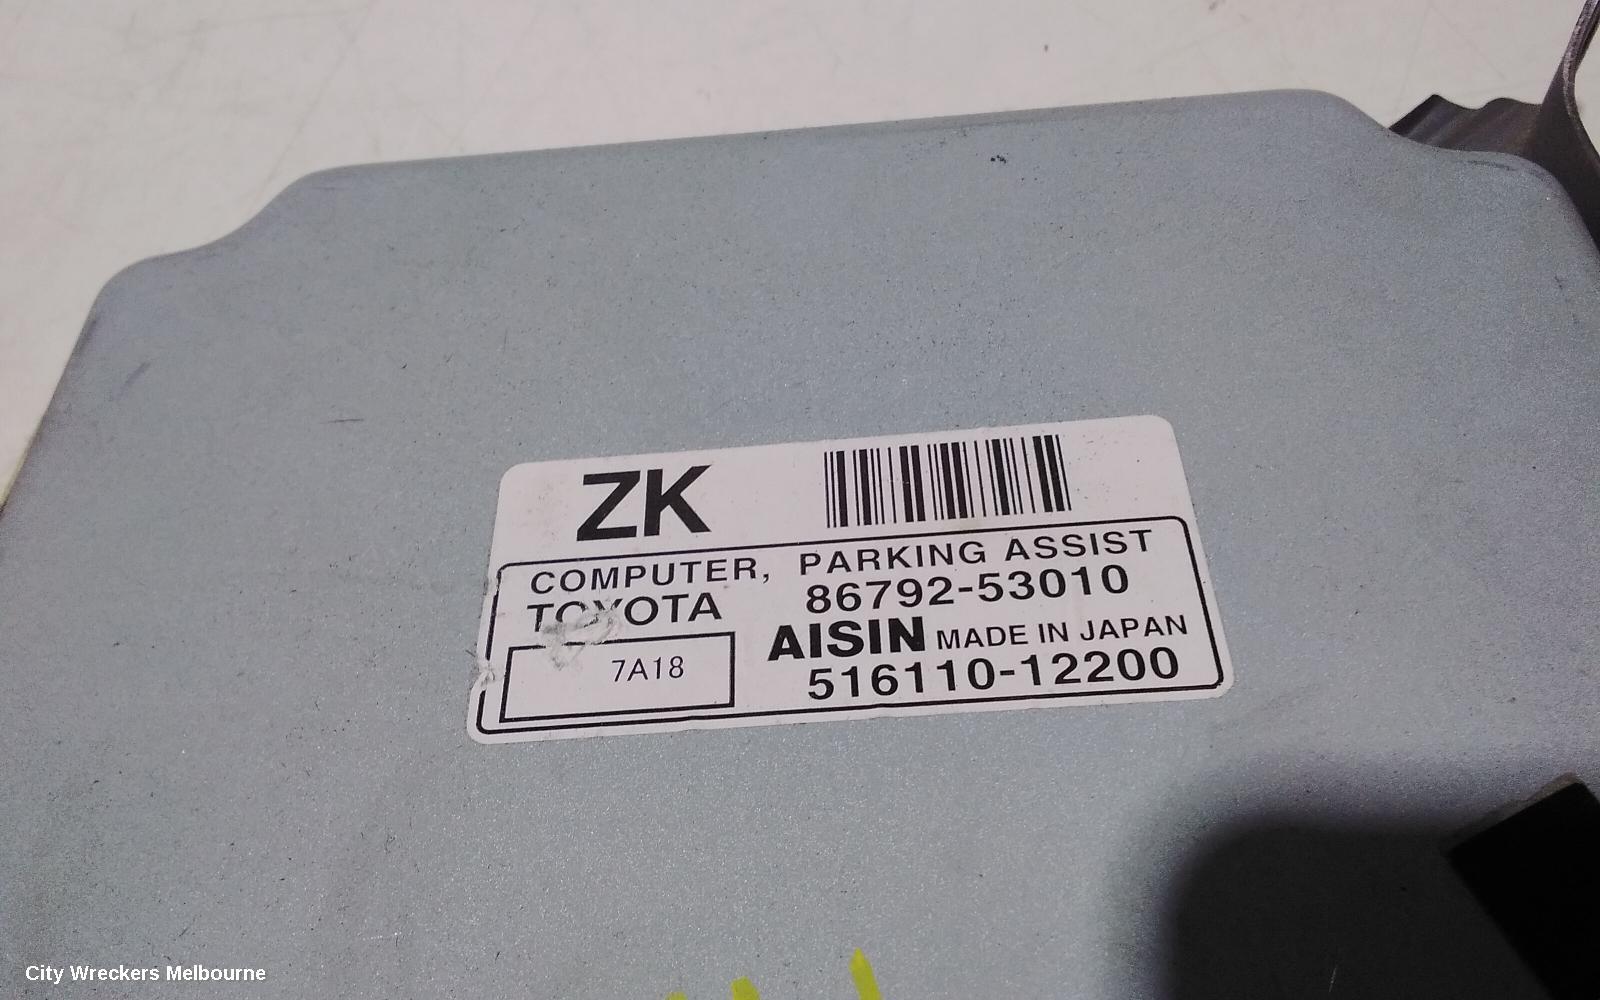 ZK
COMPUTER, PARKING ASSIST
TOYOTA 86792-53010
AISIN MADE IN JAPAN
7A18 516110-12200
City Wreckers Melbourne